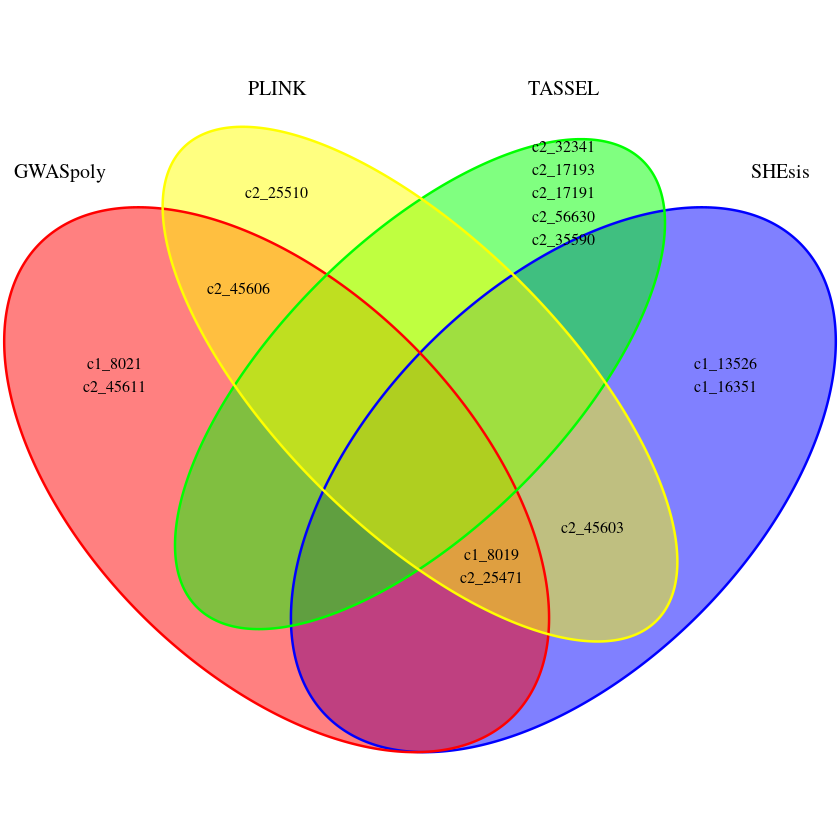 PLINK
TASSEL
GWASpoly
SHEsis
c2_32341
c2_17193
c2_17191
c2_56630
c2_35590
c2_25510
c2_45606
c1_8021
c2_45611
c1_13526
c1_16351
c2_45603
c1_8019
c2_25471